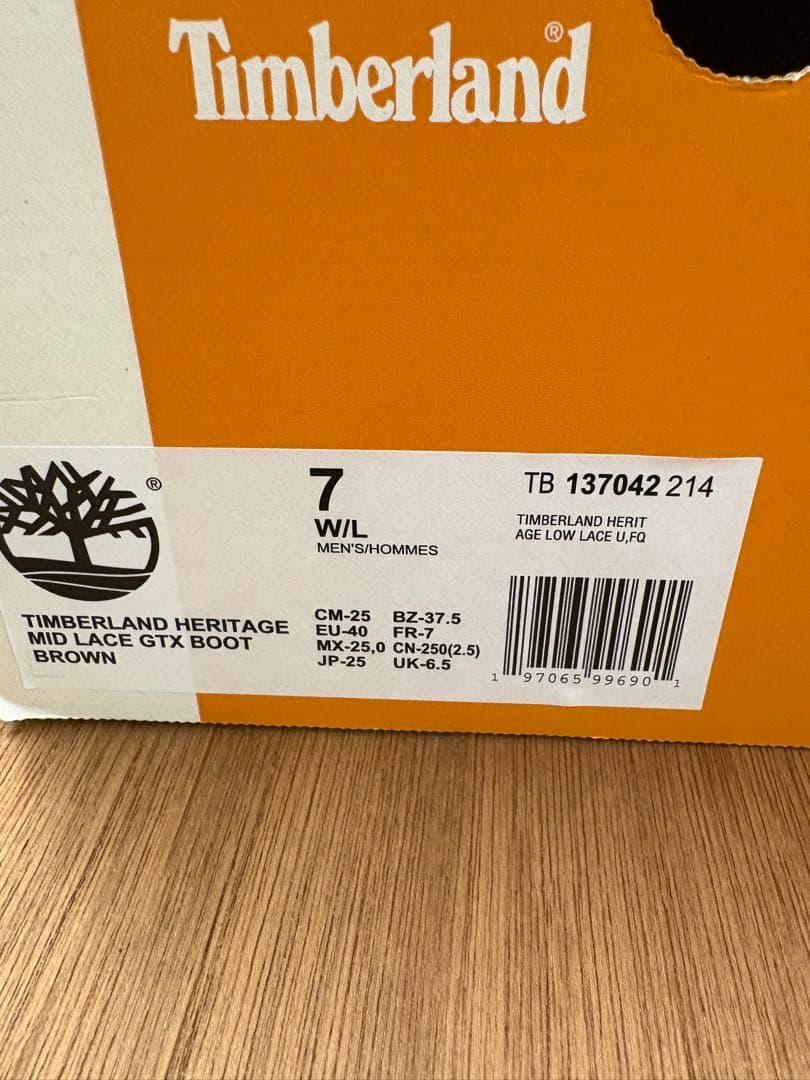 Timberland®
®
TIMBERLAND HERITAGE
MID LACE GTX BOOT
BROWN
7
W/L
MEN'S/HOMMES
CM-25 BZ-37.5
EU-40 FR-7
MX-25,0 CN-250(2.5)
JP-25 UK-6.5
TB 137042 214
TIMBERLAND HERIT
AGE LOW LACE U,FQ
1 97065 99690 1